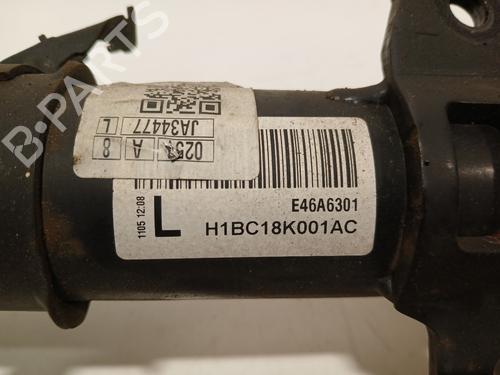 B-PARTS
JA34477 L
025 A 8
E46A6301
1105 12:08
L
H1BC18K001AC